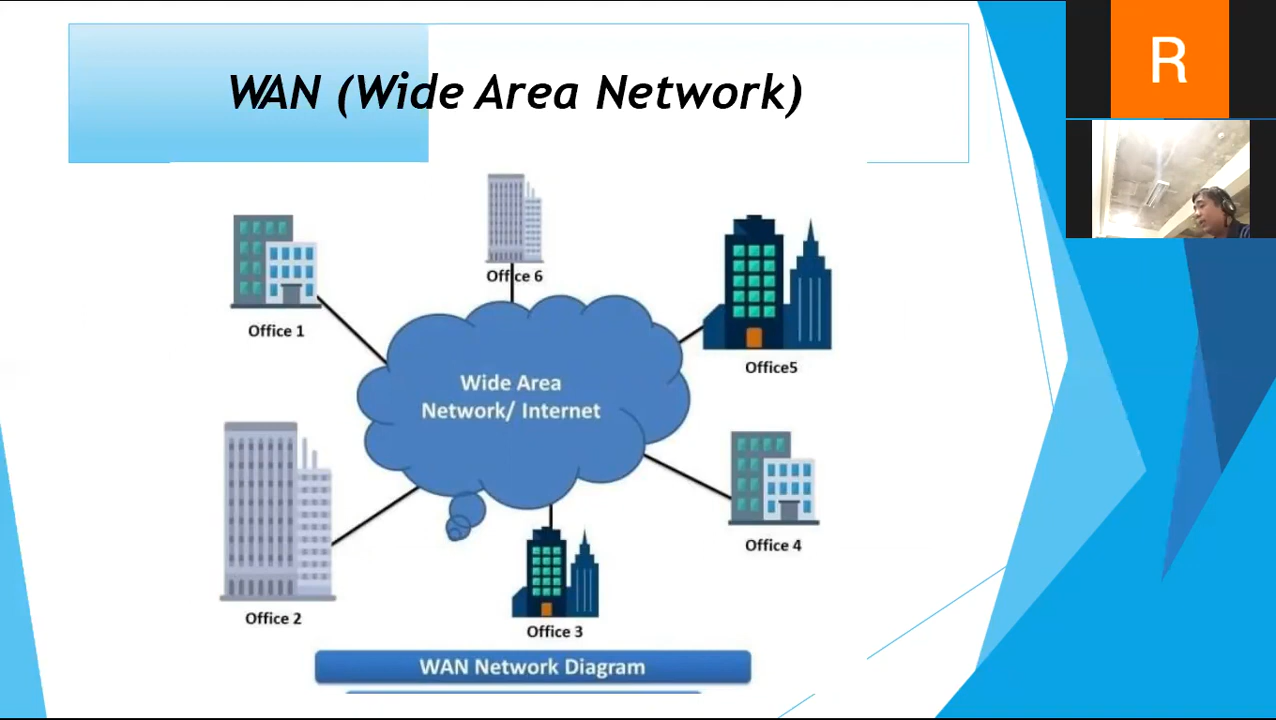 WAN (Wide Area Network)
R
Office 6
Office 1
Office5
Wide Area
Network/ Internet
Office 4
Office 2
Office 3
WAN Network Diagram